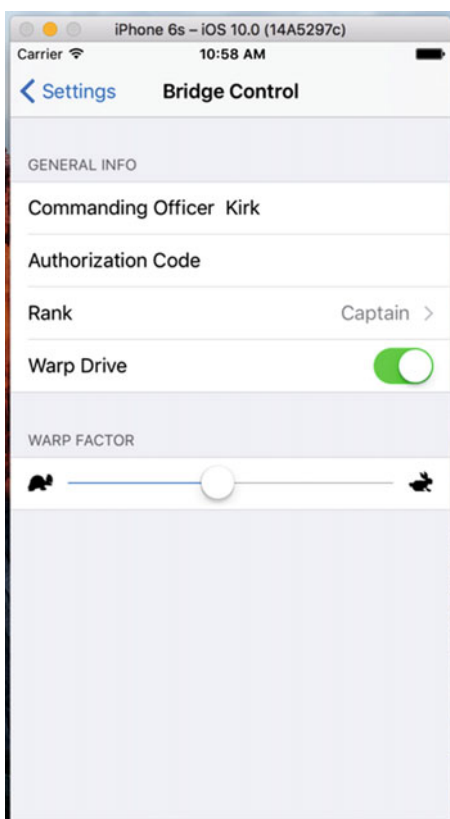 iPhone 6s – iOS 10.0 (14A5297c)
Carrier 10:58 AM
Settings Bridge Control
GENERAL INFO
Commanding Officer Kirk
Authorization Code
Rank Captain
Warp Drive
WARP FACTOR